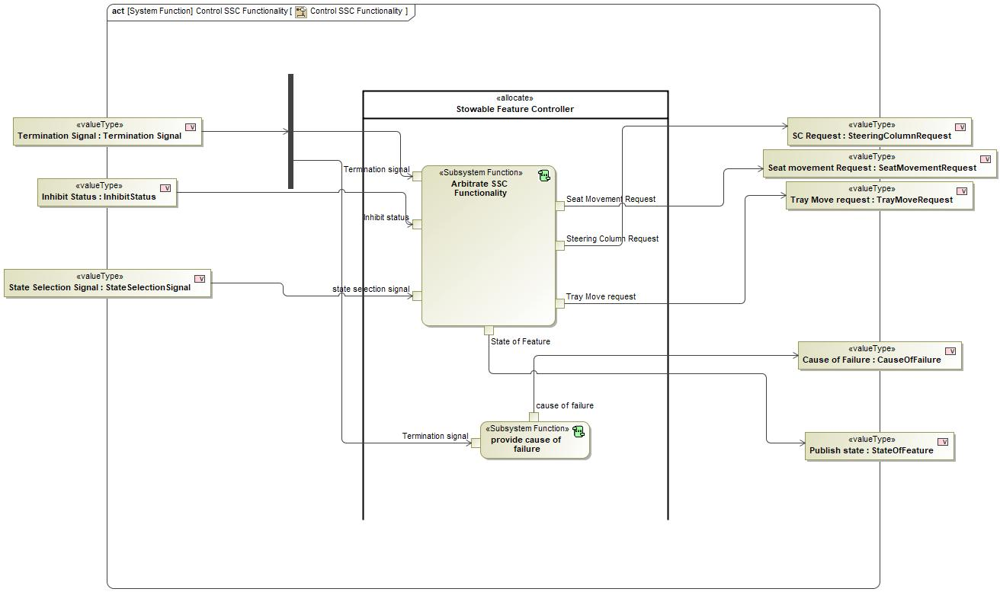 act [System Function] Control SSC Functionality [ Control SSC Functionality ]
«allocate»
Stowable Feature Controller
«valueType»
Termination Signal : Termination Signal
«valueType»
Inhibit Status : InhibitStatus
«valueType»
State Selection Signal : StateSelectionSignal
Termination signal
Inhibit status
state selection signal
«Subsystem Function»
Arbitrate SSC
Functionality
Seat Movement Request
Steering Column Request
Tray Move request
State of Feature
cause of failure
Termination signal
«Subsystem Function»
provide cause of
failure
«valueType»
SC Request : SteeringColumnRequest
«valueType»
Seat movement Request : SeatMovementRequest
«valueType»
Tray Move request : TrayMoveRequest
«valueType»
Cause of Failure : CauseOfFailure
«valueType»
Publish state : StateOfFeature
V
V
V
V
V
V
V
V